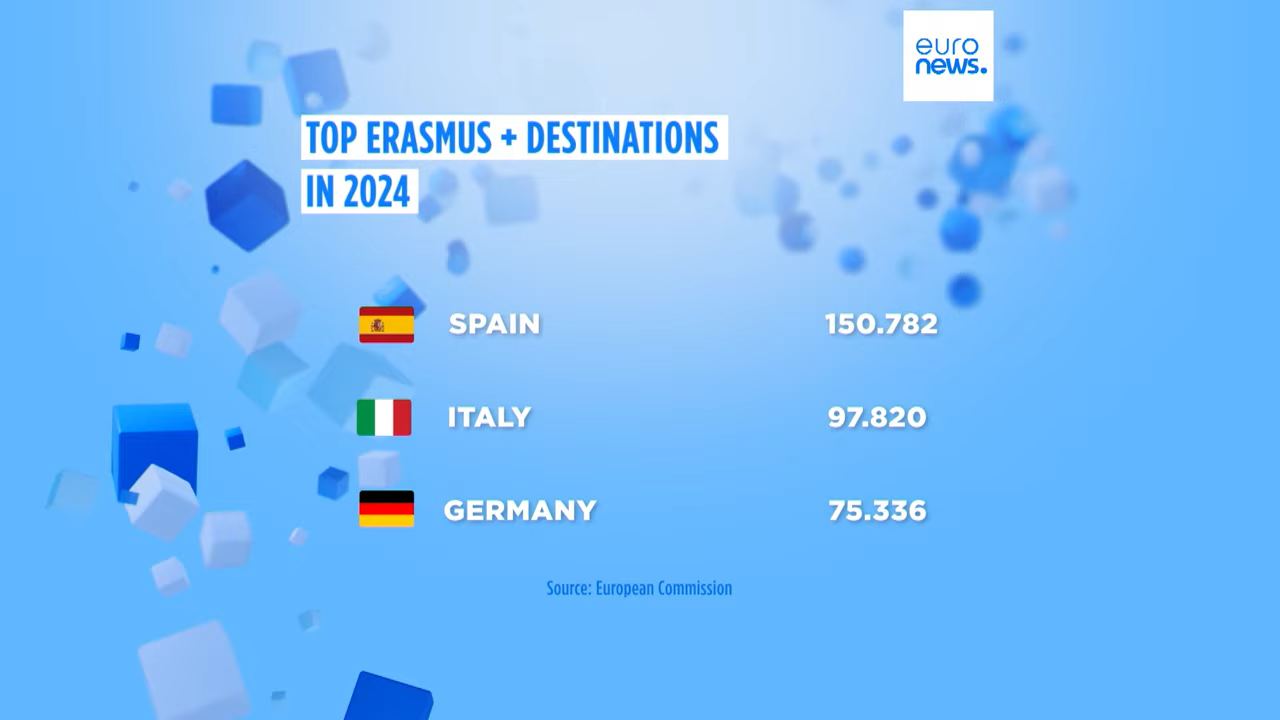 euro
news.
TOP ERASMUS + DESTINATIONS
IN 2024
SPAIN 150.782
ITALY 97.820
GERMANY 75.336
Source: European Commission